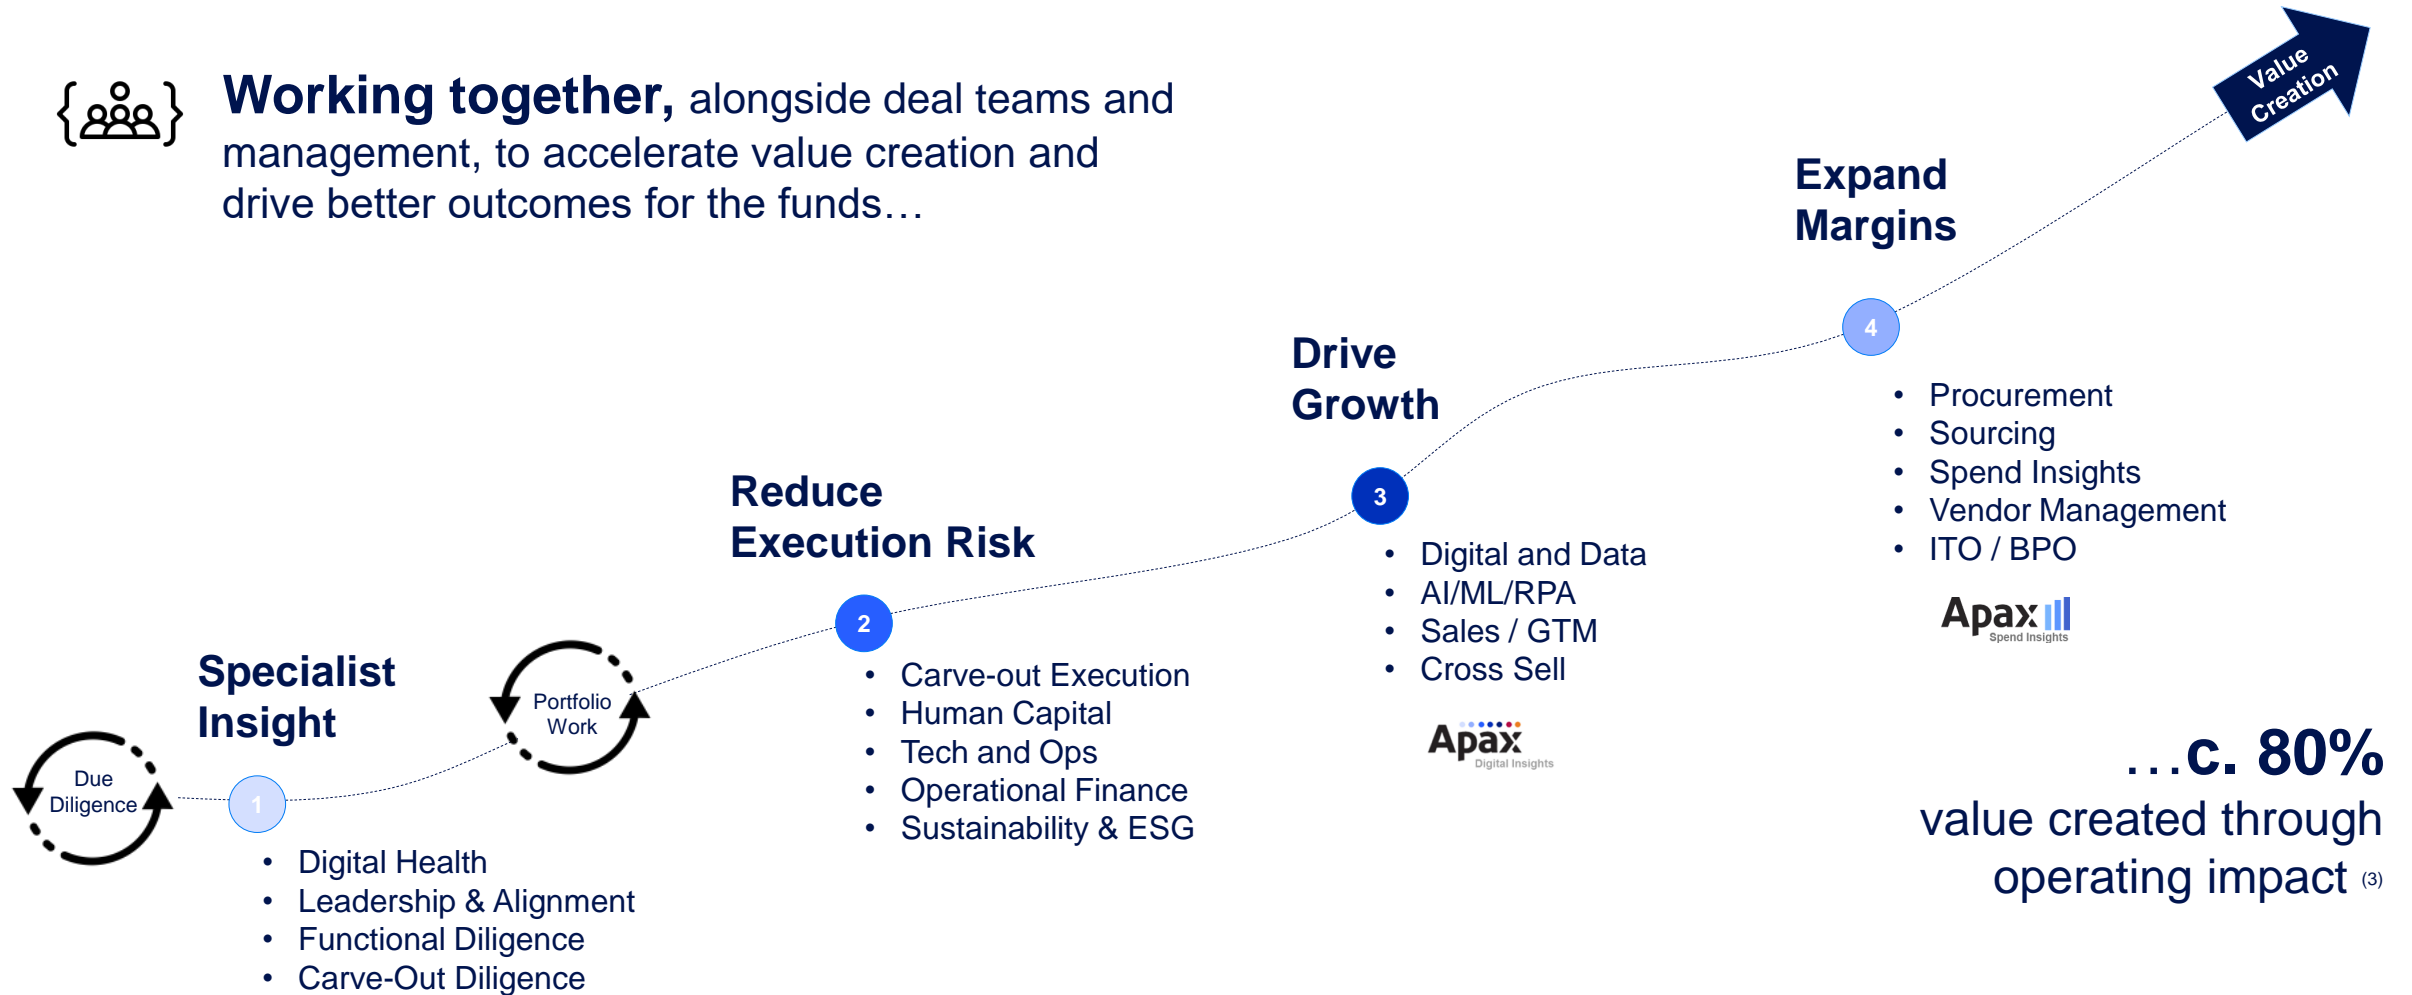 Working together, alongside deal teams and
management, to accelerate value creation and
drive better outcomes for the funds…
Due
Diligence
Specialist
Insight
1
• Digital Health
• Leadership & Alignment
• Functional Diligence
• Carve-Out Diligence
Portfolio
Work
Reduce
Execution Risk
2
• Carve-out Execution
• Human Capital
• Tech and Ops
• Operational Finance
• Sustainability & ESG
Drive
Growth
3
• Digital and Data
• AI/ML/RPA
• Sales / GTM
• Cross Sell
Apax
Digital Insights
Expand
Margins
4
• Procurement
• Sourcing
• Spend Insights
• Vendor Management
• ITO / BPO
Apax
Spend Insights
Value
Creation
…c. 80%
value created through
operating impact (3)